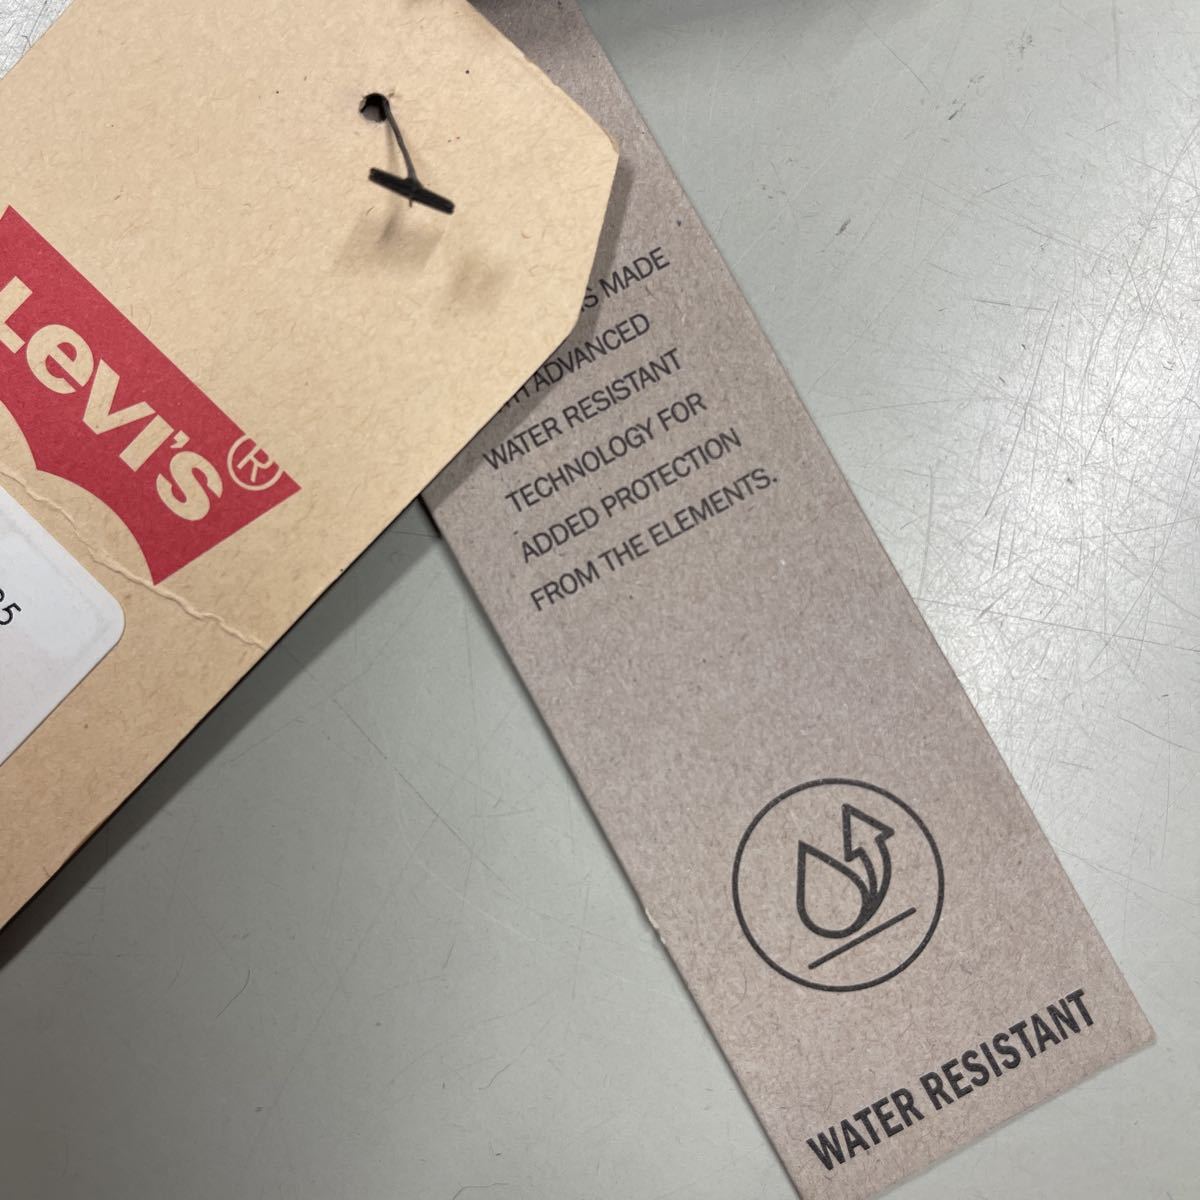 Levi's®
MADE
ADVANCED
WATER RESISTANT
TECHNOLOGY FOR
ADDED PROTECTION
FROM THE ELEMENTS.
WATER RESISTANT